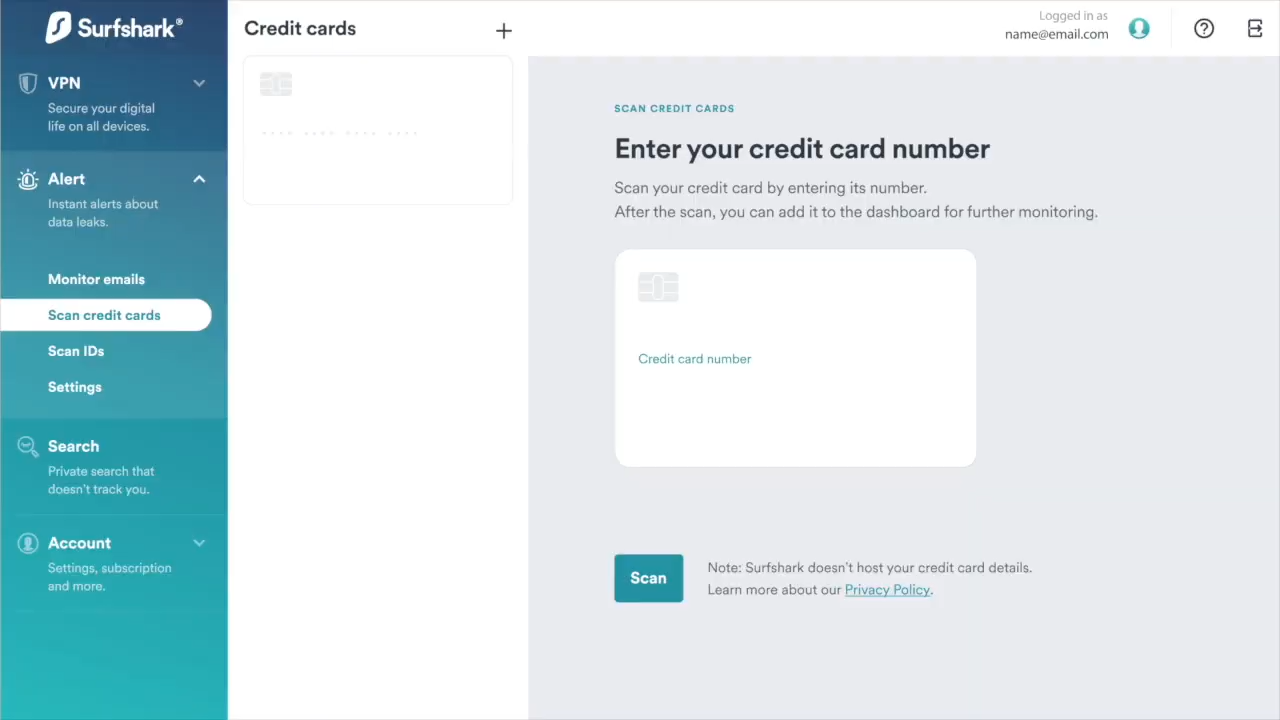 Surfshark®
VPN
Secure your digital
life on all devices.
Alert
Instant alerts about
data leaks.
Monitor emails
Scan credit cards
Scan IDs
Settings
Search
Private search that
doesn't track you.
Account
Settings, subscription
and more.
Credit cards
Logged in as
name@email.com
SCAN CREDIT CARDS
Enter your credit card number
Scan your credit card by entering its number.
After the scan, you can add it to the dashboard for further monitoring.
Credit card number
Scan
Note: Surfshark doesn't host your credit card details.
Learn more about our Privacy Policy.